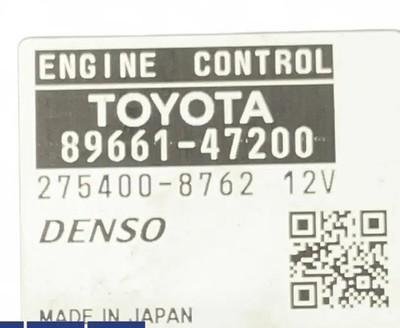 ENGINE CONTROL
TOYOTA
89661-47200
275400-8762 12V
DENSO
MADE IN JAPAN